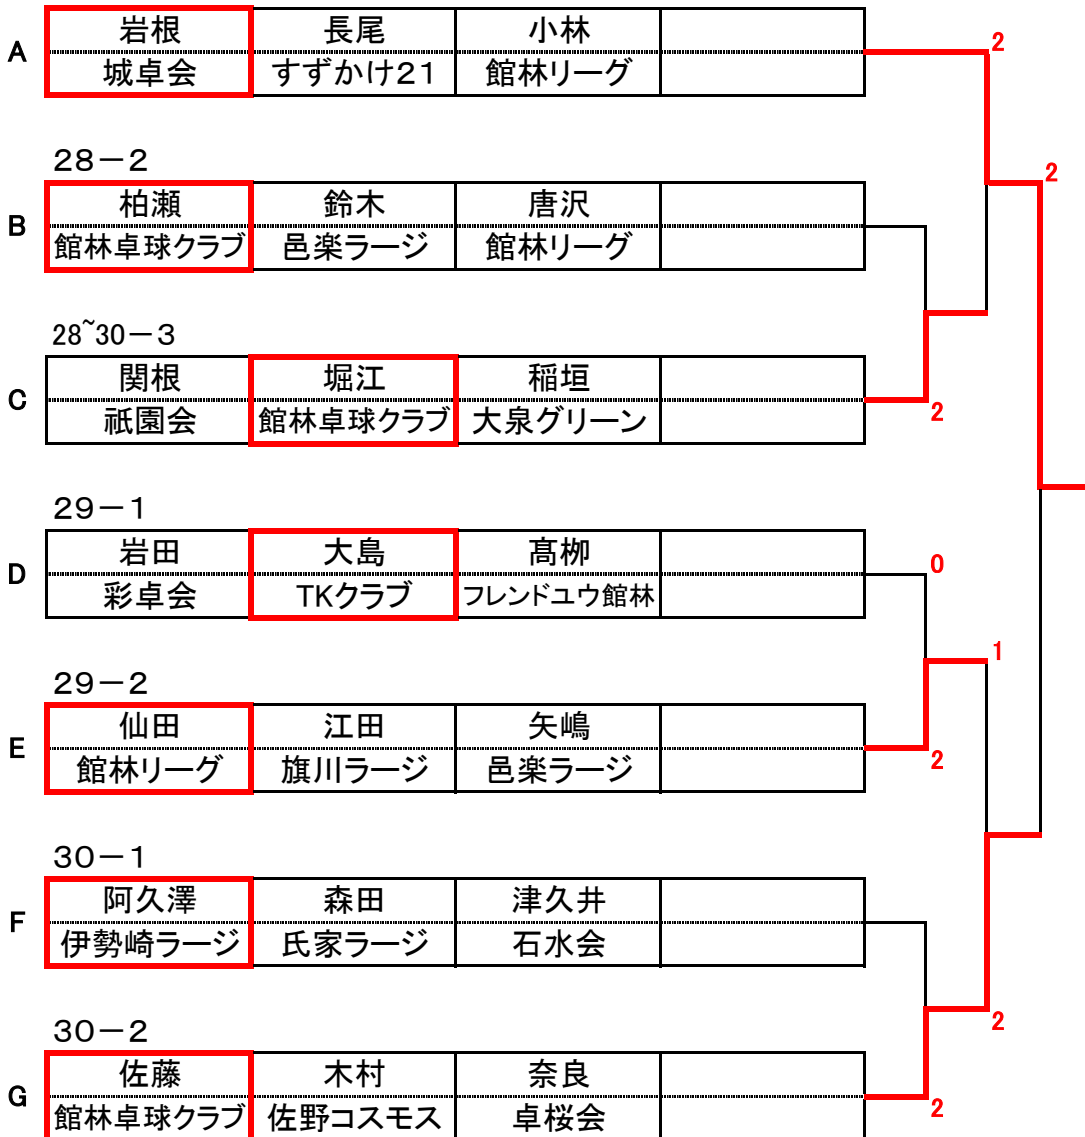 A
岩根 長尾 小林
城卓会 すずかけ21 館林リーグ
2
28-2
2
B
柏瀬 鈴木 唐沢
館林卓球クラブ 邑楽ラージ 館林リーグ
28~30-3
C
関根 堀江 稲垣
祇園会 館林卓球クラブ 大泉グリーン
2
29-1
D
岩田 大島 髙栁
彩卓会 TKクラブ フレンドユウ館林
0
1
29-2
E
仙田 江田 矢嶋
館林リーグ 旗川ラージ 邑楽ラージ
2
30-1
F
阿久澤 森田 津久井
伊勢崎ラージ 氏家ラージ 石水会
2
30-2
G
佐藤 木村 奈良
館林卓球クラブ 佐野コスモス 卓桜会
2